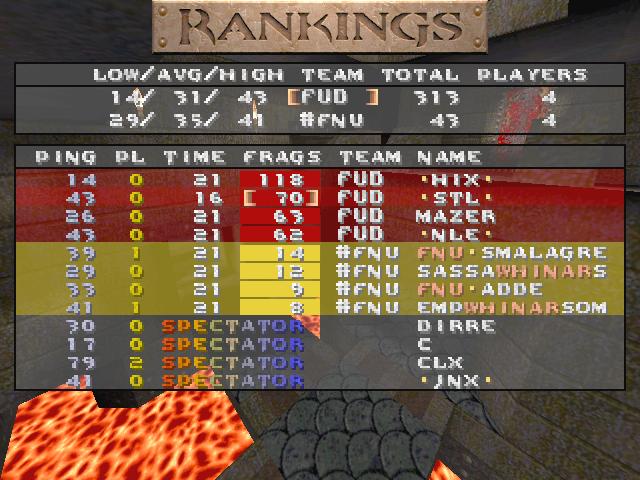 RANKINGS
LOW/AVG/HIGH TEAM TOTAL PLAYERS
14/ 31/ 43 [FUD ] 313 4
29/ 35/ 41 #FNU 43 4
PING PL TIME FRAGS TEAM NAME
14 0 21 118 FUD ·HIX·
43 0 16 [ 70] FUD ·STL·
26 0 21 63 FUD MAZER
43 0 21 62 FUD ·NLE·
39 1 21 14 #FNU FNU·SMALAGRE
29 0 21 12 #FNU SASSAWHINARS
33 0 21 9 #FNU FNU·ADDE
41 1 21 8 #FNU EMPWHINARSOM
30 0 SPECTATOR DIRRE
17 0 SPECTATOR C
79 2 SPECTATOR CLX
41 0 SPECTATOR ·JNX·